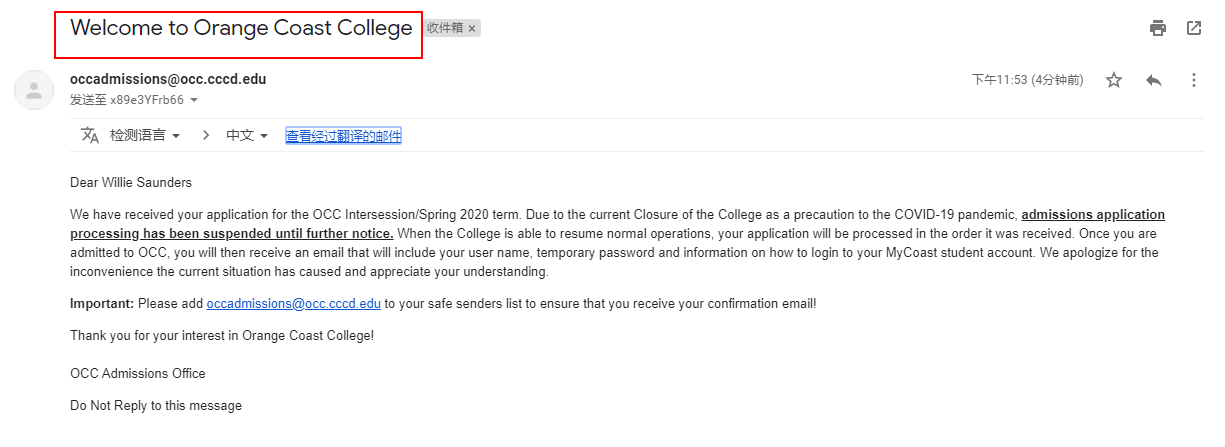 Welcome to Orange Coast College 收件箱 ×
occadmissions@occ.cccd.edu 下午11:53 (4分钟前)
发送至 x89e3YFrb66
检测语言 > 中文 查看经过翻译的邮件
Dear Willie Saunders
We have received your application for the OCC Intersession/Spring 2020 term. Due to the current Closure of the College as a precaution to the COVID-19 pandemic, admissions application
processing has been suspended until further notice. When the College is able to resume normal operations, your application will be processed in the order it was received. Once you are
admitted to OCC, you will then receive an email that will include your user name, temporary password and information on how to login to your MyCoast student account. We apologize for the
inconvenience the current situation has caused and appreciate your understanding.
Important: Please add occadmissions@occ.cccd.edu to your safe senders list to ensure that you receive your confirmation email!
Thank you for your interest in Orange Coast College!
OCC Admissions Office
Do Not Reply to this message